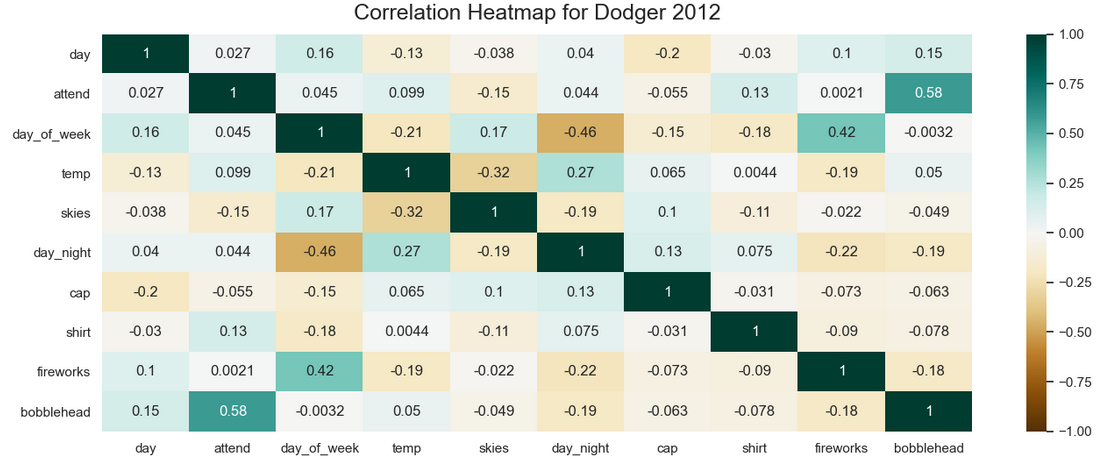 Correlation Heatmap for Dodger 2012
day 1 0.027 0.16 -0.13 -0.038 0.04 -0.2 -0.03 0.1 0.15
attend 0.027 1 0.045 0.099 -0.15 0.044 -0.055 0.13 0.0021 0.58
day_of_week 0.16 0.045 1 -0.21 0.17 -0.46 -0.15 -0.18 0.42 -0.0032
temp -0.13 0.099 -0.21 1 -0.32 0.27 0.065 0.0044 -0.19 0.05
skies -0.038 -0.15 0.17 -0.32 1 -0.19 0.1 -0.11 -0.022 -0.049
day_night 0.04 0.044 -0.46 0.27 -0.19 1 0.13 0.075 -0.22 -0.19
cap -0.2 -0.055 -0.15 0.065 0.1 0.13 1 -0.031 -0.073 -0.063
shirt -0.03 0.13 -0.18 0.0044 -0.11 0.075 -0.031 1 -0.09 -0.078
fireworks 0.1 0.0021 0.42 -0.19 -0.022 -0.22 -0.073 -0.09 1 -0.18
bobblehead 0.15 0.58 -0.0032 0.05 -0.049 -0.19 -0.063 -0.078 -0.18 1
day attend day_of_week temp skies day_night cap shirt fireworks bobblehead
1.00
0.75
0.50
0.25
0.00
−0.25
−0.50
−0.75
−1.00